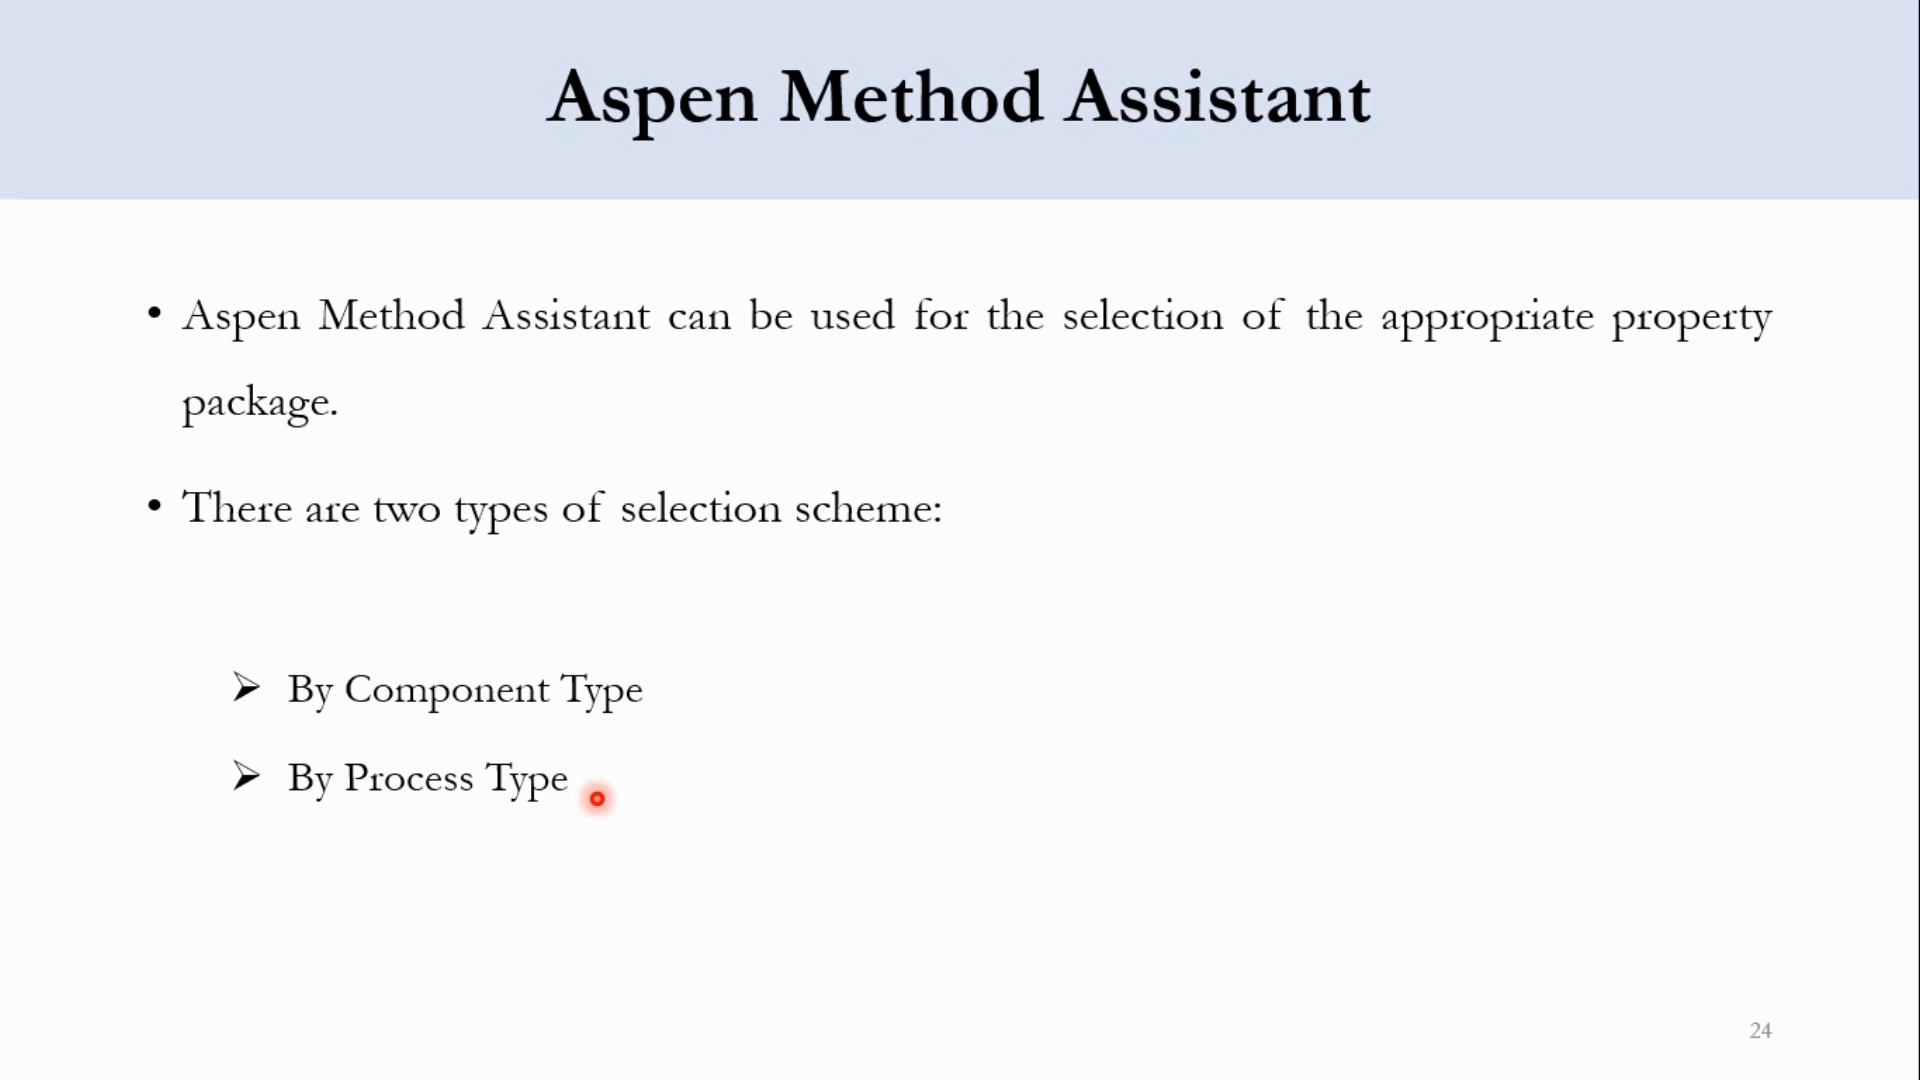 Aspen Method Assistant
• Aspen Method Assistant can be used for the selection of the appropriate property
package.
• There are two types of selection scheme:
➢ By Component Type
➢ By Process Type
24